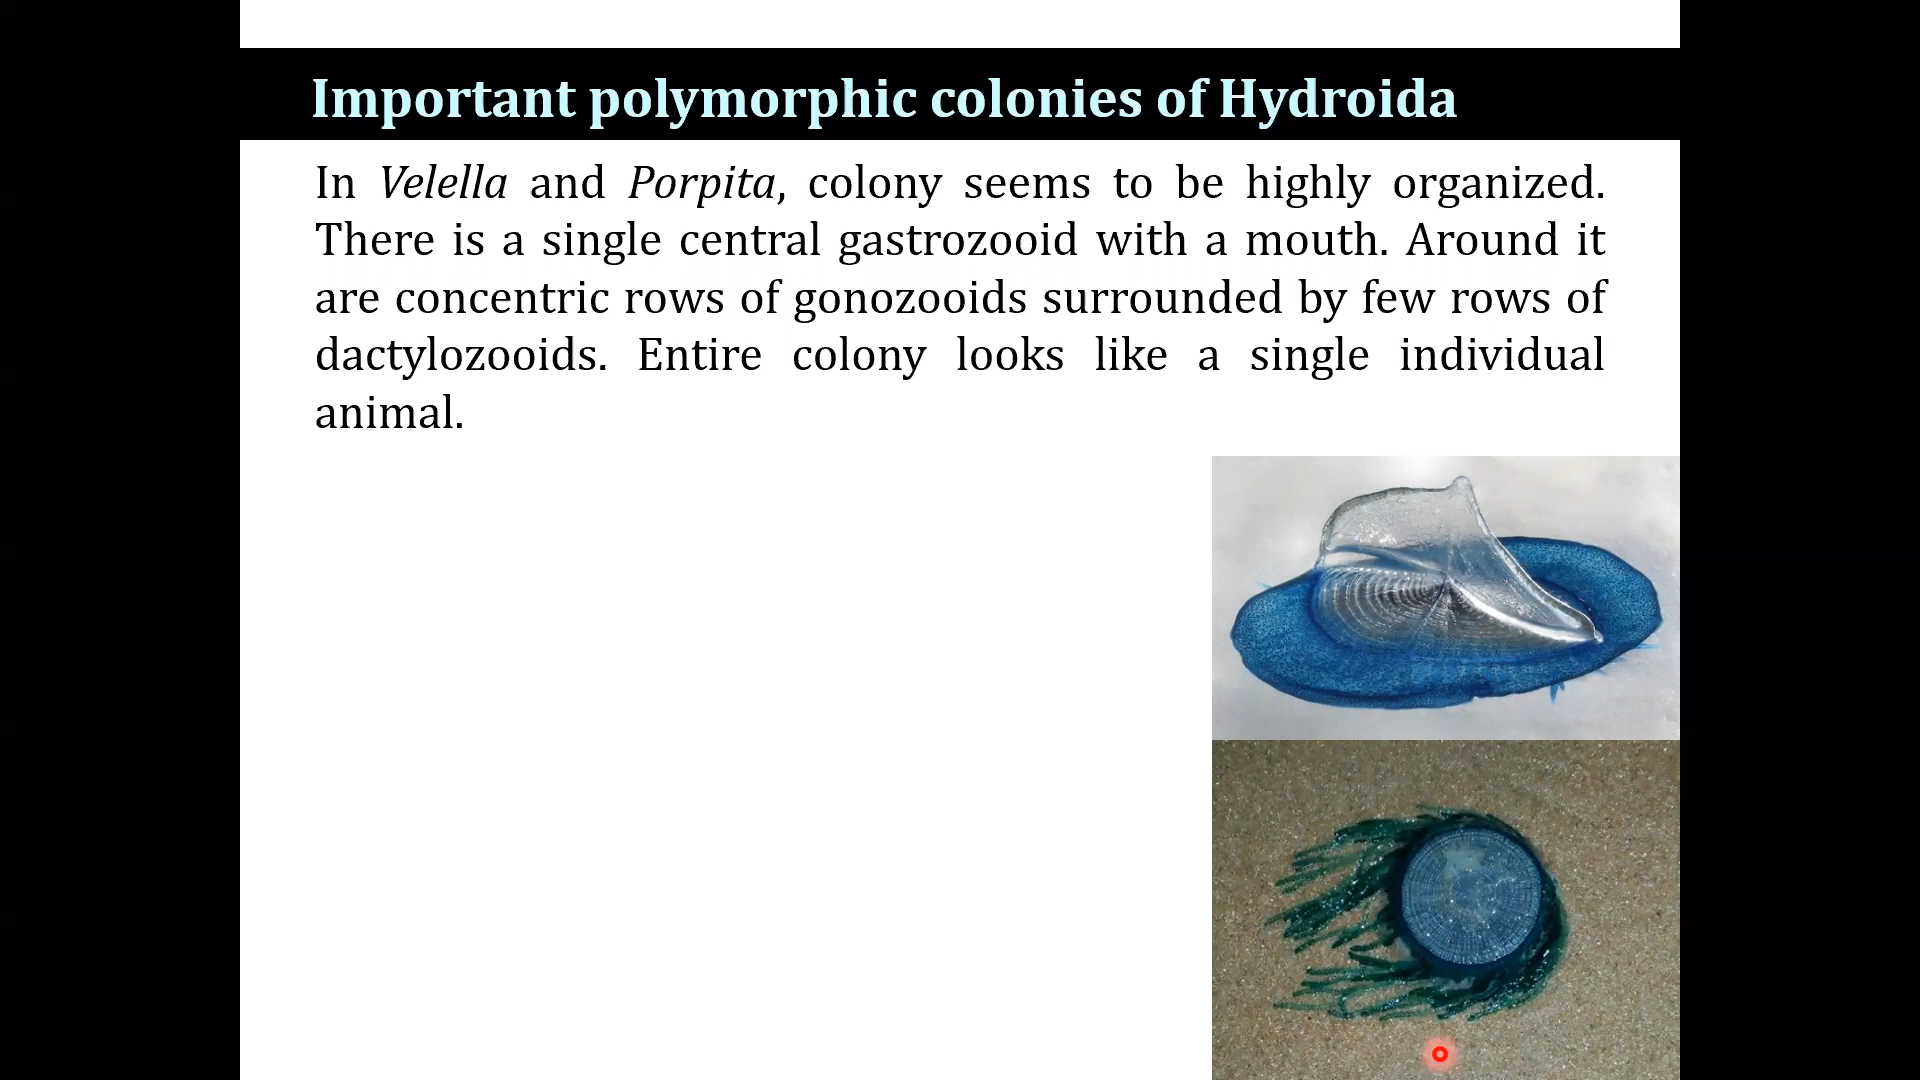 Important polymorphic colonies of Hydroida
In Velella and Porpita, colony seems to be highly organized.
There is a single central gastrozooid with a mouth. Around it
are concentric rows of gonozooids surrounded by few rows of
dactylozooids. Entire colony looks like a single individual
animal.